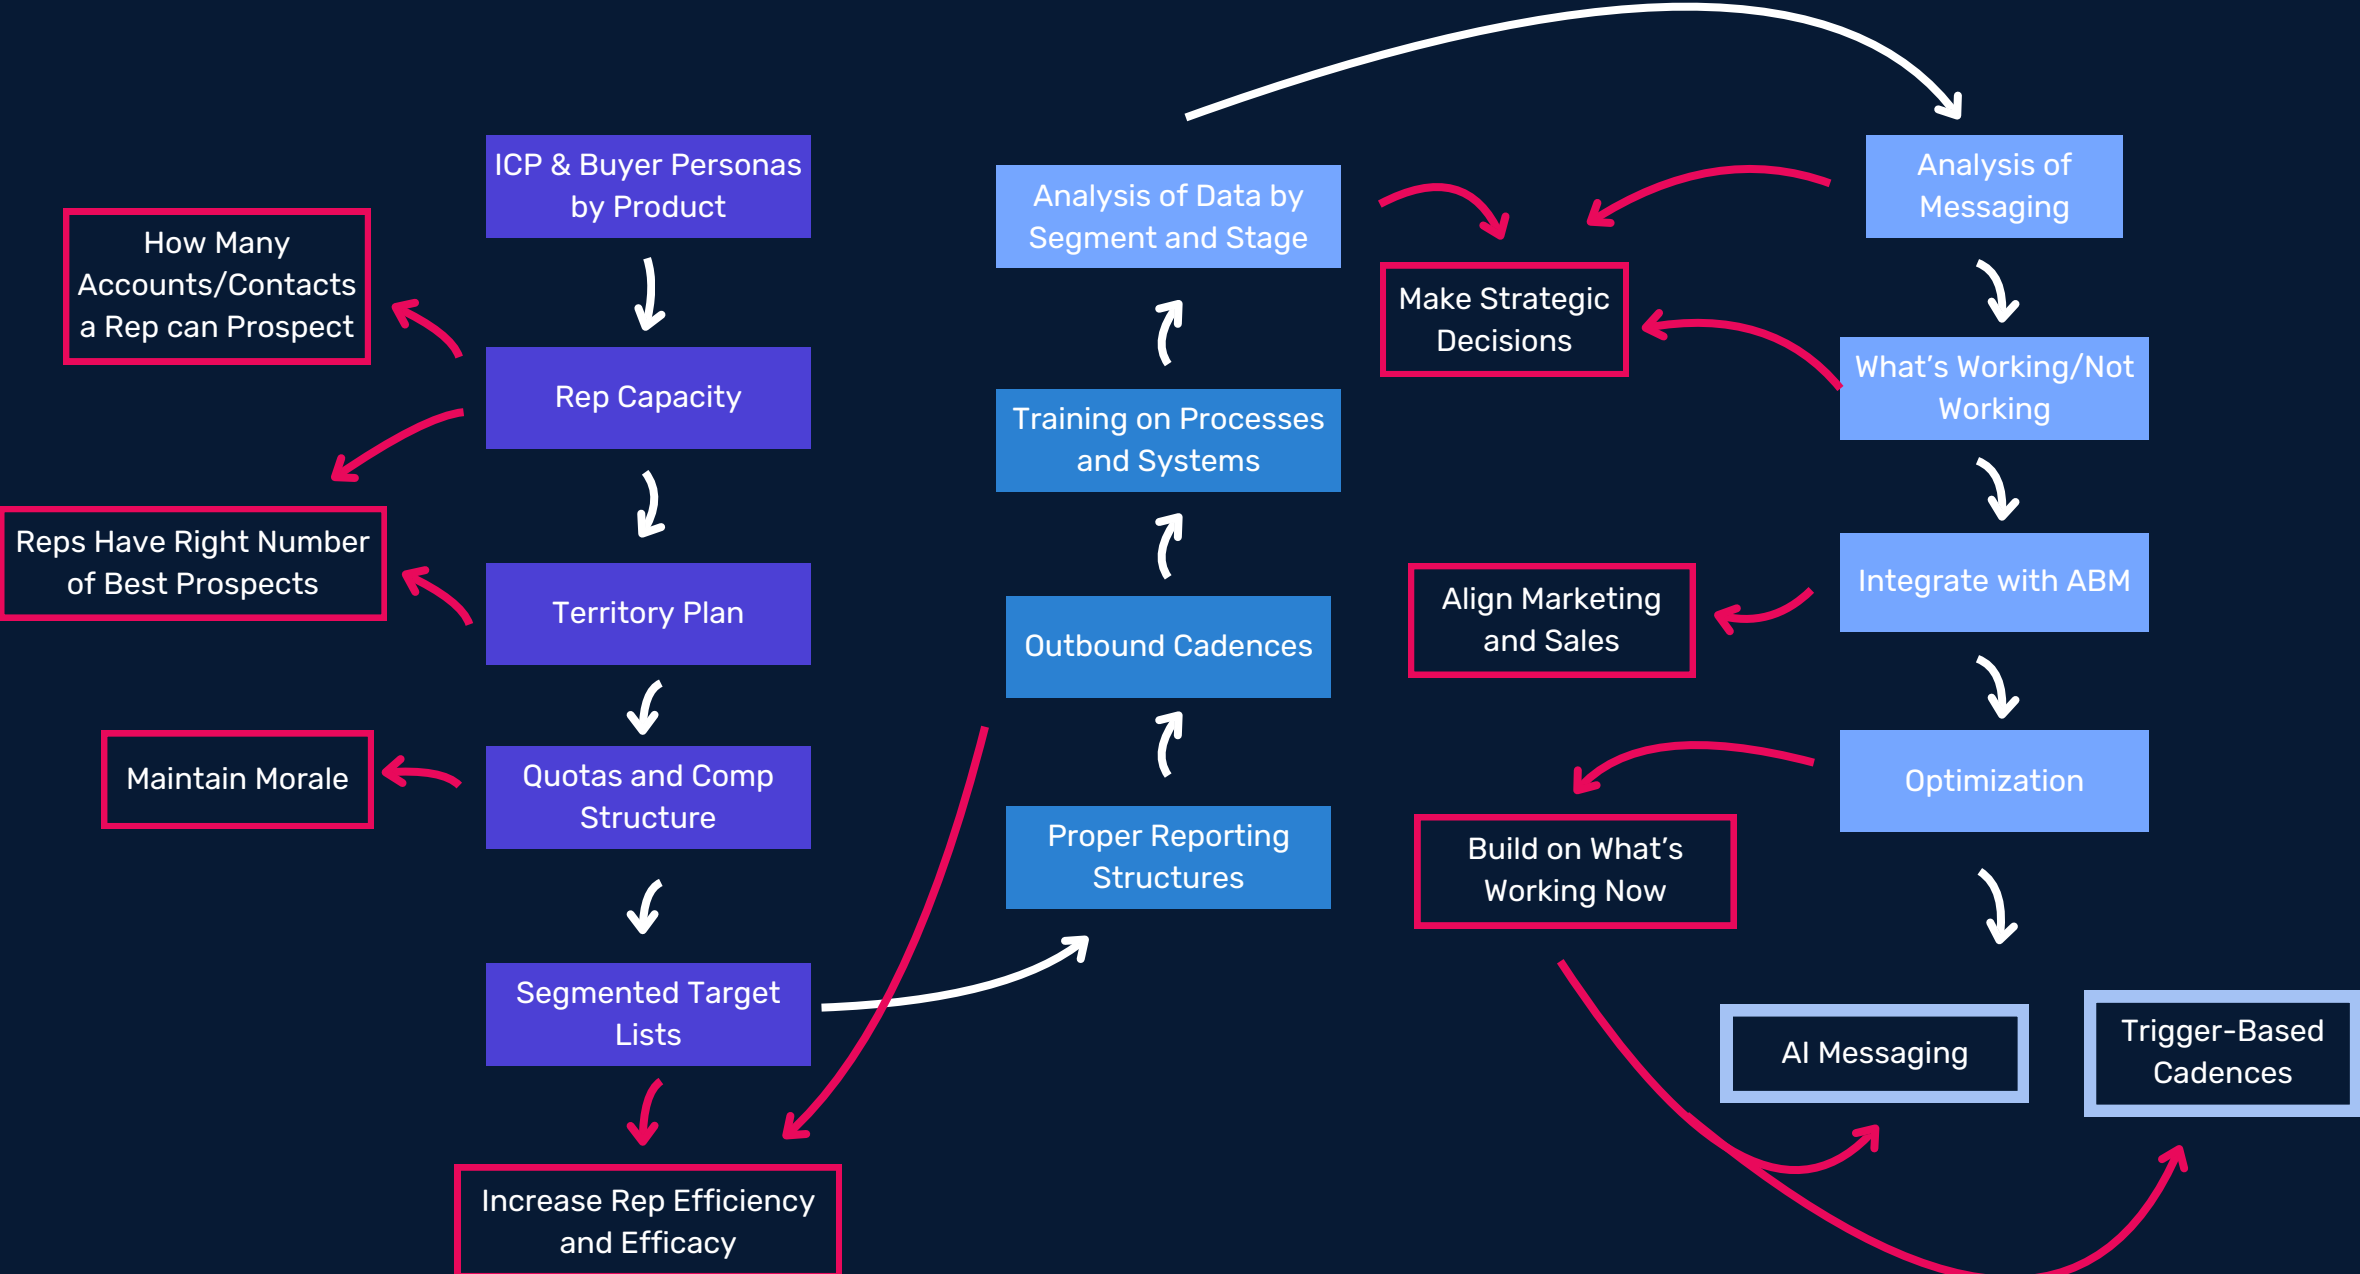 ICP & Buyer Personas
by Product
How Many
Accounts/Contacts
a Rep can Prospect
Rep Capacity
Reps Have Right Number
of Best Prospects
Territory Plan
Maintain Morale
Quotas and Comp
Structure
Segmented Target
Lists
Increase Rep Efficiency
and Efficacy
Analysis of Data by
Segment and Stage
Training on Processes
and Systems
Outbound Cadences
Proper Reporting
Structures
Make Strategic
Decisions
Align Marketing
and Sales
Build on What's
Working Now
Analysis of
Messaging
What's Working/Not
Working
Integrate with ABM
Optimization
AI Messaging
Trigger-Based
Cadences